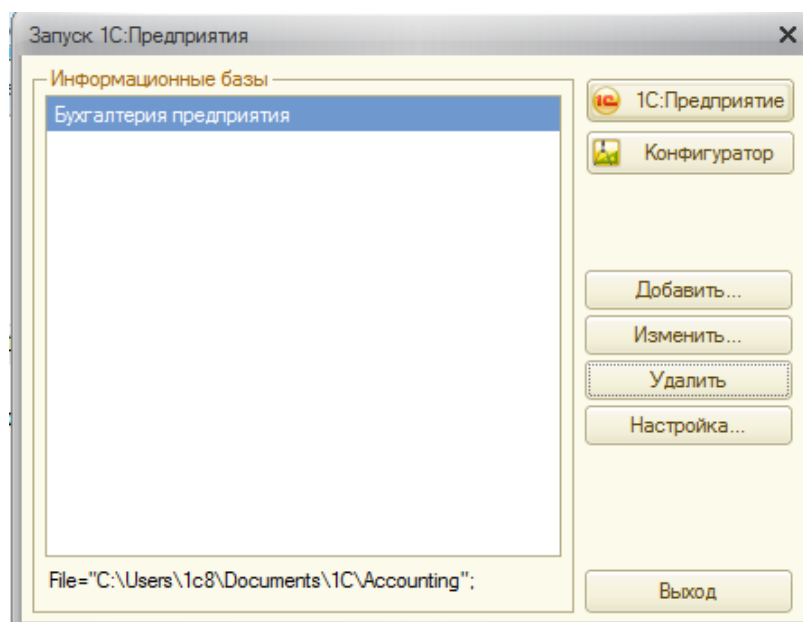 Запуск 1С:Предприятия
Информационные базы
Бухгалтерия предприятия
1С:Предприятие
Конфигуратор
Добавить...
Изменить...
Удалить
Настройка...
File="C:\Users\1c8\Documents\1C\Accounting";
Выход